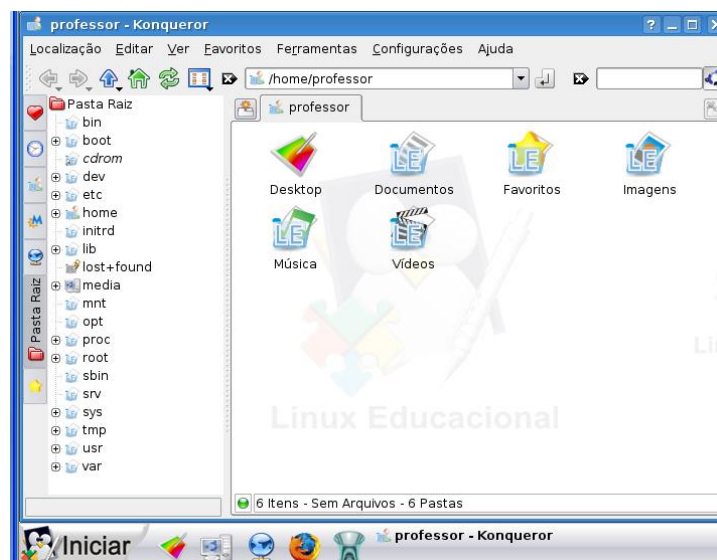 professor - Konqueror
Localização Editar Ver Favoritos Ferramentas Configurações Ajuda
/home/professor
Pasta Raiz
bin
boot
cdrom
dev
etc
home
initrd
lib
lost+found
media
mnt
opt
proc
root
sbin
srv
sys
tmp
usr
var
Pasta Raiz
professor
Desktop Documentos Favoritos Imagens
Música Vídeos
Linux Educacional
6 Itens - Sem Arquivos - 6 Pastas
Iniciar
professor - Konqueror